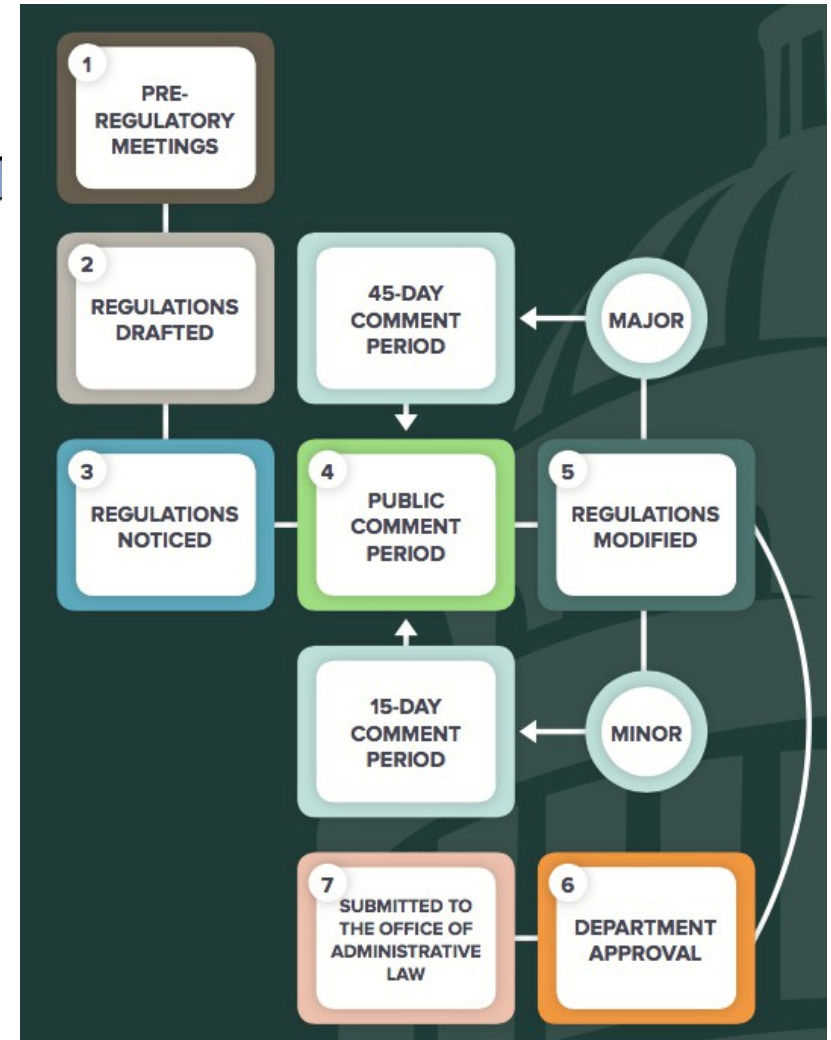 1
PRE-
REGULATORY
MEETINGS
2
REGULATIONS
DRAFTED
45-DAY
COMMENT
PERIOD
MAJOR
3
REGULATIONS
NOTICED
4
PUBLIC
COMMENT
PERIOD
5
REGULATIONS
MODIFIED
15-DAY
COMMENT
PERIOD
MINOR
7
SUBMITTED TO
THE OFFICE OF
ADMINISTRATIVE
LAW
6
DEPARTMENT
APPROVAL